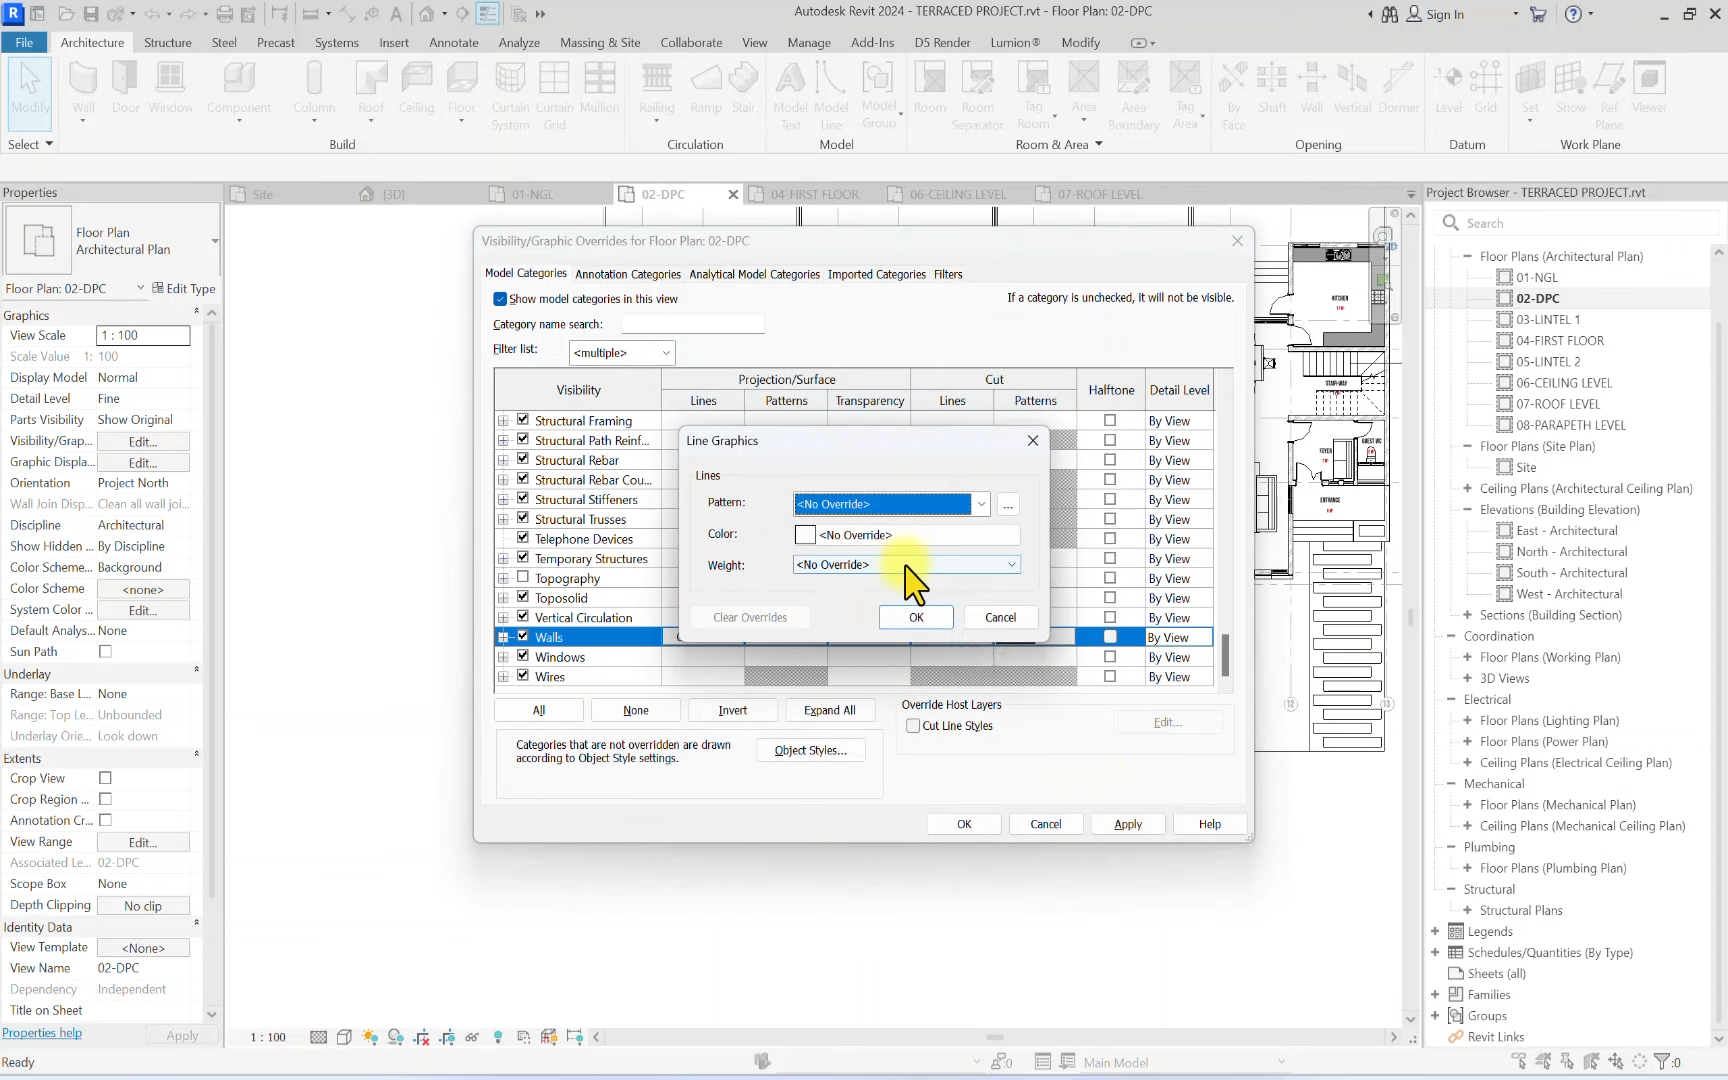 Autodesk Revit 2024 - TERRACED PROJECT.rvt - Floor Plan: 02-DPC
Sign In
File Architecture Structure Steel Precast Systems Insert Annotate Analyze Massing & Site Collaborate View Manage Add-Ins D5 Render Lumion® Modify
Modify Wall Door Window Component Column Roof Ceiling Floor Curtain System Curtain Grid Mullion Railing Ramp Stair Model Text Model Line Model Group Room Room Separator Tag Room Area Area Boundary Tag Area By Face Shaft Wall Vertical Dormer Level Grid Set Show Ref Plane Viewer
Select Build Circulation Model Room & Area Opening Datum Work Plane
Properties
Site {3D} 01-NGL 02-DPC 04-FIRST FLOOR 06-CEILING LEVEL 07-ROOF LEVEL
Floor Plan
Architectural Plan
Floor Plan: 02-DPC Edit Type
Graphics
View Scale 1 : 100
Scale Value 1: 100
Display Model Normal
Detail Level Fine
Parts Visibility Show Original
Visibility/Grap... Edit...
Graphic Displa... Edit...
Orientation Project North
Wall Join Disp... Clean all wall joi...
Discipline Architectural
Show Hidden ... By Discipline
Color Scheme... Background
Color Scheme <none>
System Color ... Edit...
Default Analys... None
Sun Path
Underlay
Range: Base L... None
Range: Top Le... Unbounded
Underlay Orie... Look down
Extents
Crop View
Crop Region ...
Annotation Cr...
View Range Edit...
Associated Le... 02-DPC
Scope Box None
Depth Clipping No clip
Identity Data
View Template <None>
View Name 02-DPC
Dependency Independent
Title on Sheet
Properties help Apply
Visibility/Graphic Overrides for Floor Plan: 02-DPC
Model Categories Annotation Categories Analytical Model Categories Imported Categories Filters
Show model categories in this view
If a category is unchecked, it will not be visible.
Category name search:
Filter list: <multiple>
Visibility Projection/Surface Cut Halftone Detail Level
Lines Patterns Transparency Lines Patterns
Structural Framing By View
Structural Path Reinf... By View
Structural Rebar By View
Structural Rebar Cou... By View
Structural Stiffeners By View
Structural Trusses By View
Telephone Devices By View
Temporary Structures By View
Topography By View
Toposolid By View
Vertical Circulation By View
Walls By View
Windows By View
Wires By View
Line Graphics
Lines
Pattern: <No Override> ...
Color: <No Override>
Weight: <No Override>
Clear Overrides OK Cancel
All None Invert Expand All
Override Host Layers
Cut Line Styles Edit...
Categories that are not overridden are drawn
according to Object Style settings.
Object Styles...
OK Cancel Apply Help
KITCHEN
STAIR-WAY
FOYER
GUEST WC
ENTRANCE
12 13
Project Browser - TERRACED PROJECT.rvt
Search
Floor Plans (Architectural Plan)
01-NGL
02-DPC
03-LINTEL 1
04-FIRST FLOOR
05-LINTEL 2
06-CEILING LEVEL
07-ROOF LEVEL
08-PARAPETH LEVEL
Floor Plans (Site Plan)
Site
Ceiling Plans (Architectural Ceiling Plan)
Elevations (Building Elevation)
East - Architectural
North - Architectural
South - Architectural
West - Architectural
Sections (Building Section)
Coordination
Floor Plans (Working Plan)
3D Views
Electrical
Floor Plans (Lighting Plan)
Floor Plans (Power Plan)
Ceiling Plans (Electrical Ceiling Plan)
Mechanical
Floor Plans (Mechanical Plan)
Ceiling Plans (Mechanical Ceiling Plan)
Plumbing
Floor Plans (Plumbing Plan)
Structural
Structural Plans
Legends
Schedules/Quantities (By Type)
Sheets (all)
Families
Groups
Revit Links
1 : 100
Ready :0 Main Model :0